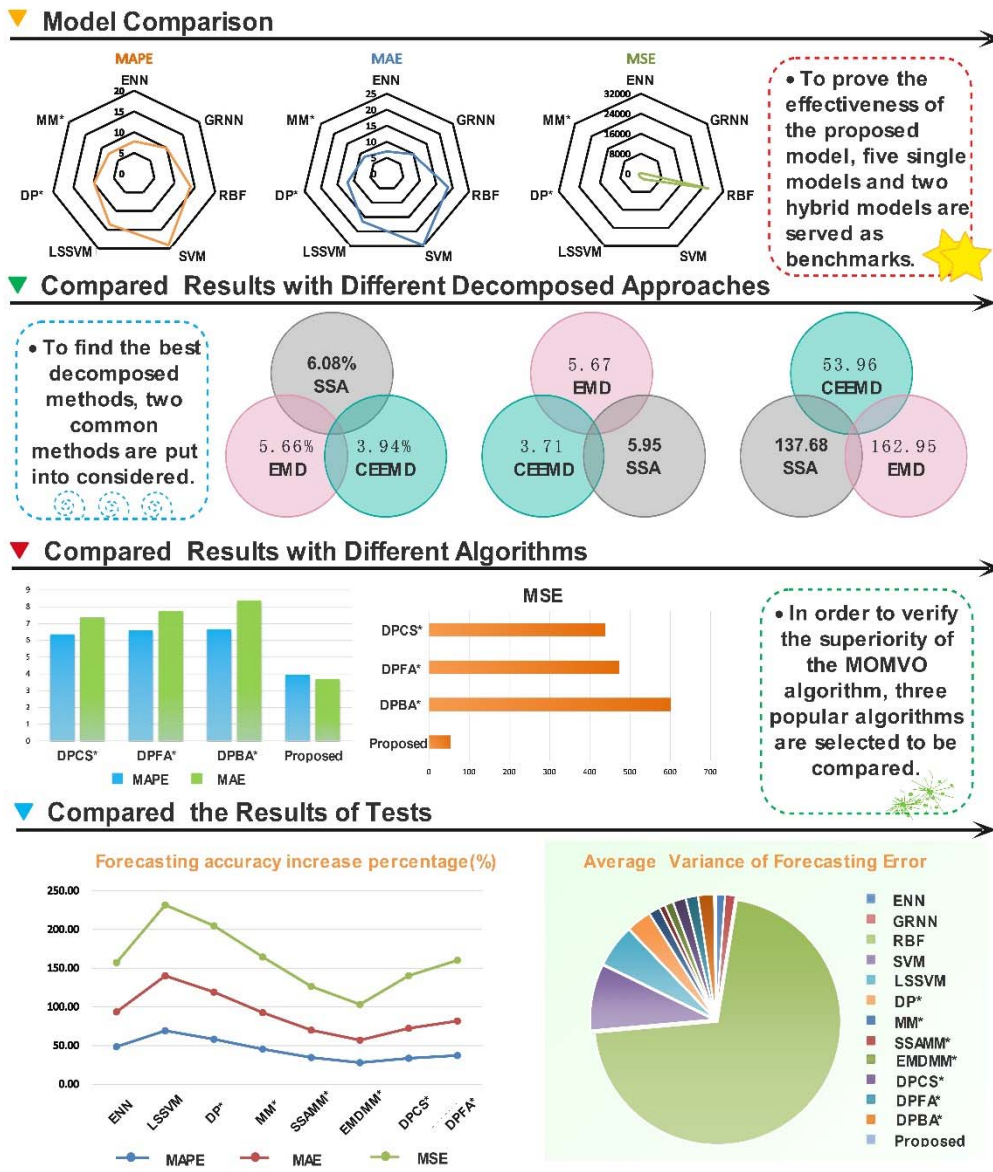 Model Comparison
MAPE
ENN
20
15
10
5
0
MM*
GRNN
DP*
RBF
LSSVM
SVM
MAE
ENN
25
20
15
10
5
0
MM*
GRNN
DP*
RBF
LSSVM
SVM
MSE
ENN
32000
24000
16000
8000
0
MM*
GRNN
DP*
RBF
LSSVM
SVM
• To prove the
effectiveness of
the proposed
model, five single
models and two
hybrid models are
served as
benchmarks.
Compared Results with Different Decomposed Approaches
• To find the best
decomposed
methods, two
common
methods are put
into considered.
6.08%
SSA
5.66%
EMD
3.94%
CEEMD
5.67
EMD
3.71
CEEMD
5.95
SSA
53.96
CEEMD
137.68
SSA
162.95
EMD
Compared Results with Different Algorithms
9
8
7
6
5
4
3
2
1
0
DPCS* DPFA* DPBA* Proposed
MAPE MAE
MSE
DPCS*
DPFA*
DPBA*
Proposed
0 100 200 300 400 500 600 700
• In order to verify
the superiority of
the MOMVO
algorithm, three
popular algorithms
are selected to be
compared.
Compared the Results of Tests
Forecasting accuracy increase percentage(%)
250.00
200.00
150.00
100.00
50.00
0.00
ENN LSSVM DP* MM* SSAMM* EMDMM* DPCS* DPFA*
MAPE MAE MSE
Average Variance of Forecasting Error
ENN
GRNN
RBF
SVM
LSSVM
DP*
MM*
SSAMM*
EMDMM*
DPCS*
DPFA*
DPBA*
Proposed